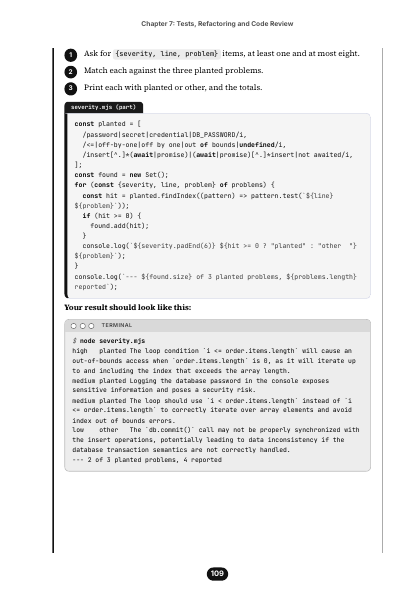 Chapter 7: Tests, Refactoring and Code Review
1 Ask for {severity, line, problem} items, at least one and at most eight.
2 Match each against the three planted problems.
3 Print each with planted or other, and the totals.
severity.mjs (part)
const planted = [
/password|secret|credential|DB_PASSWORD/i,
/<=|off-by-one|off by one|out of bounds|undefined/i,
/insert[^.]*(await|promise)|(await|promise)[^.]*insert|not awaited/i,
];
const found = new Set();
for (const {severity, line, problem} of problems) {
const hit = planted.findIndex((pattern) => pattern.test(`${line}
${problem}`));
if (hit >= 0) {
found.add(hit);
}
console.log(`${severity.padEnd(6)} ${hit >= 0 ? "planted" : "other  "}
${problem}`);
}
console.log(`--- ${found.size} of 3 planted problems, ${problems.length}
reported`);
Your result should look like this:
TERMINAL
$ node severity.mjs
high   planted The loop condition `i <= order.items.length` will cause an
out-of-bounds access when `order.items.length` is 0, as it will iterate up
to and including the index that exceeds the array length.
medium planted Logging the database password in the console exposes
sensitive information and poses a security risk.
medium planted The loop should use `i < order.items.length` instead of `i
<= order.items.length` to correctly iterate over array elements and avoid
index out of bounds errors.
low    other   The `db.commit()` call may not be properly synchronized with
the insert operations, potentially leading to data inconsistency if the
database transaction semantics are not correctly handled.
--- 2 of 3 planted problems, 4 reported
109